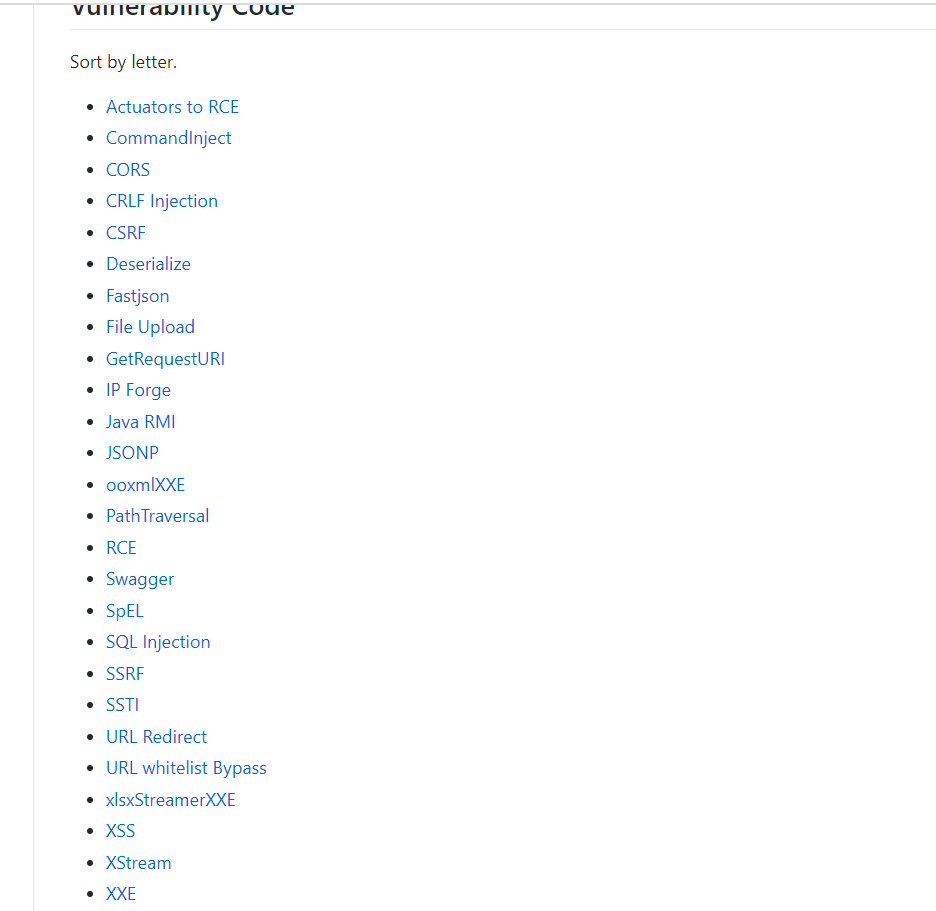 Vulnerability Code
Sort by letter.
Actuators to RCE
CommandInject
CORS
CRLF Injection
CSRF
Deserialize
Fastjson
File Upload
GetRequestURI
IP Forge
Java RMI
JSONP
ooxmlXXE
PathTraversal
RCE
Swagger
SpEL
SQL Injection
SSRF
SSTI
URL Redirect
URL whitelist Bypass
xlsxStreamerXXE
XSS
XStream
XXE